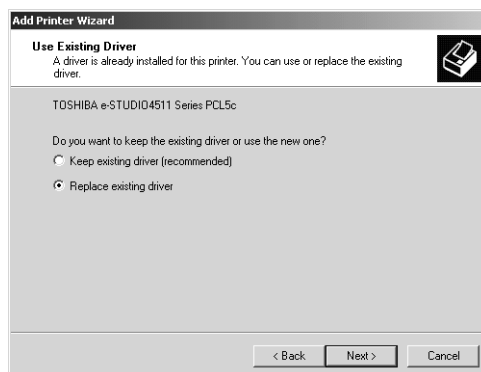 Add Printer Wizard
Use Existing Driver
A driver is already installed for this printer. You can use or replace the existing
driver.
TOSHIBA e-STUDIO4511 Series PCL5c
Do you want to keep the existing driver or use the new one?
Keep existing driver (recommended)
Replace existing driver
< Back Next > Cancel